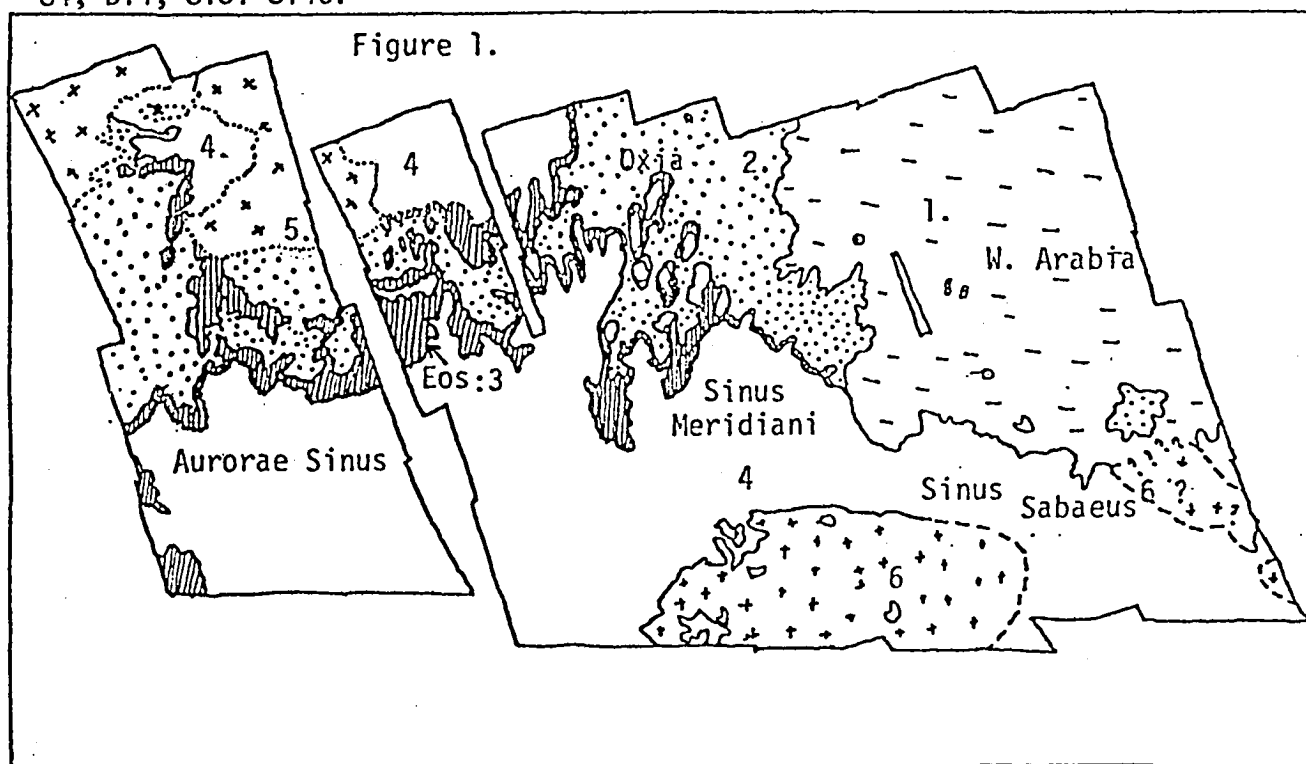 Figure 1.
4.
4
Oxia
2.
1.
5.
W. Arabia
Eos:3
Sinus
Meridiani
Aurorae Sinus
4
Sinus
Sabaeus
6 ?
6